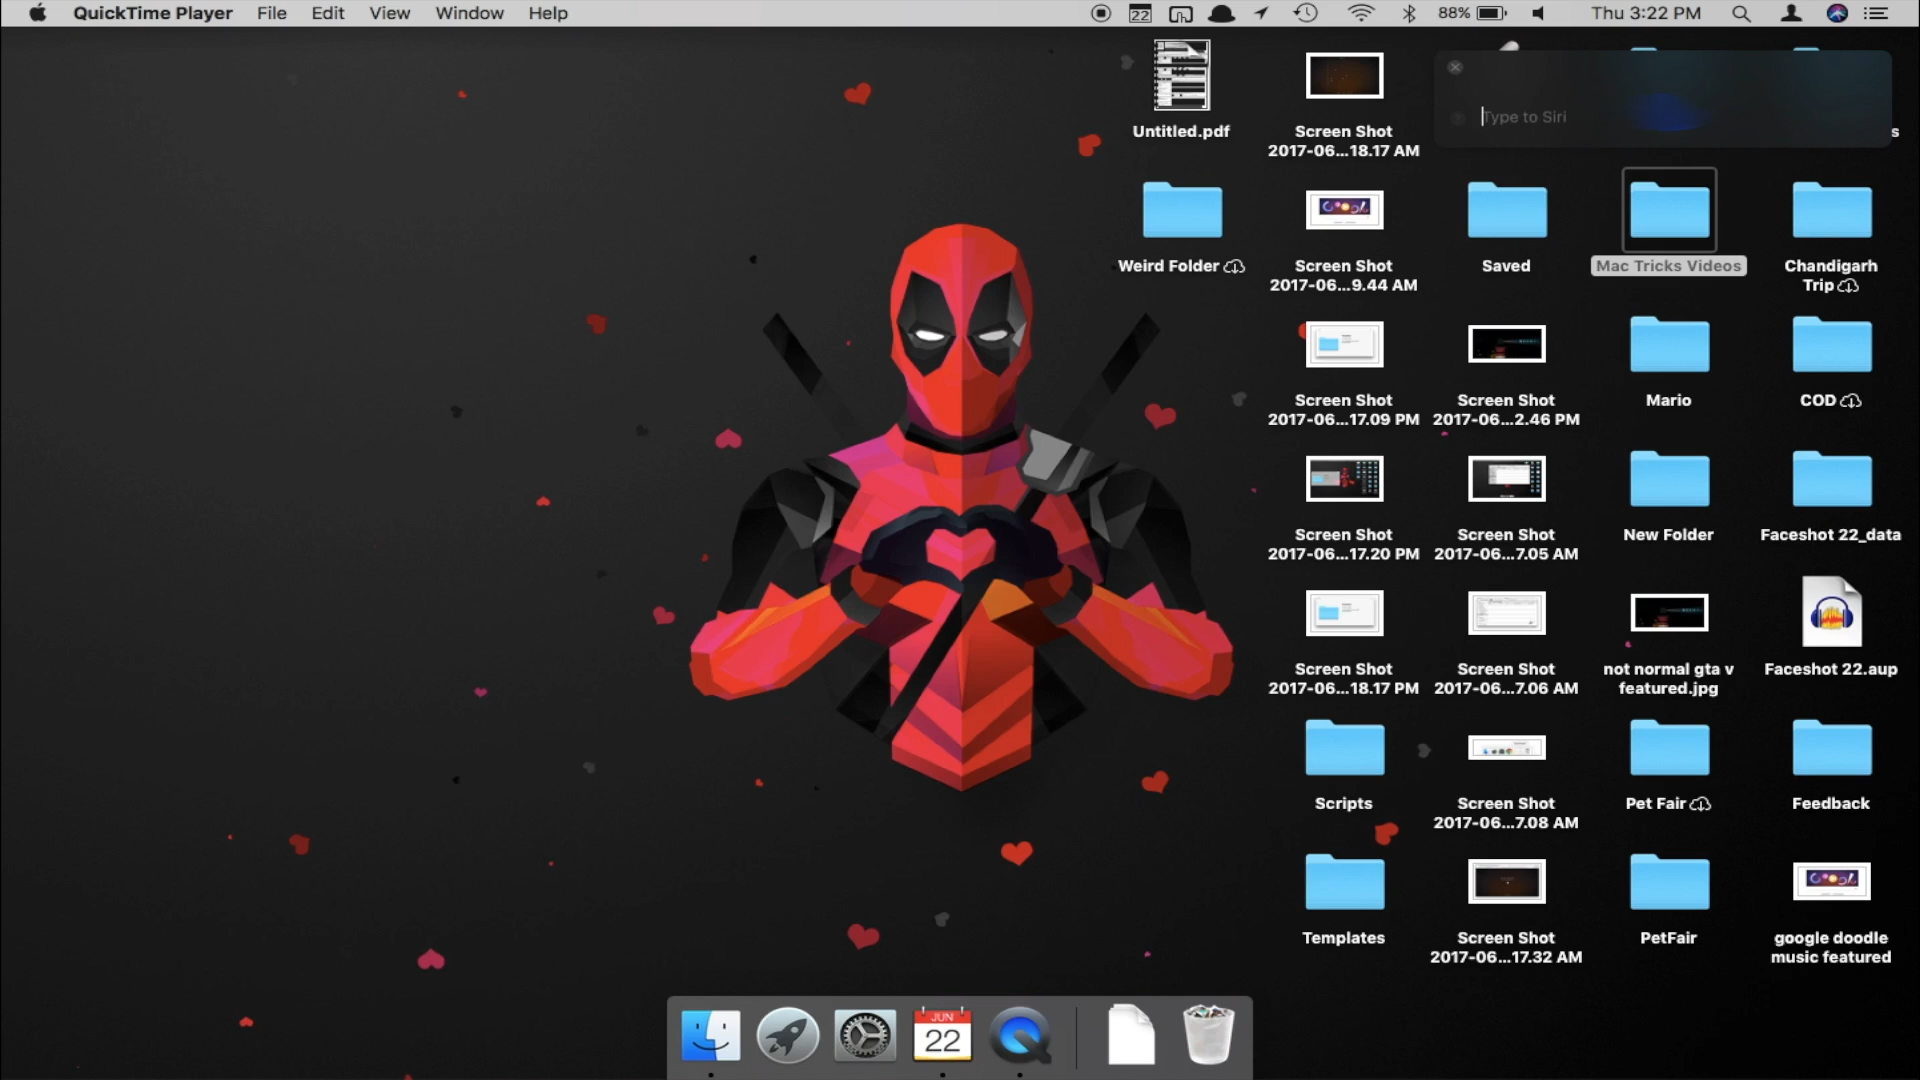 QuickTime Player File Edit View Window Help 22 88% Thu 3:22 PM
Type to Siri
s
Untitled.pdf
Screen Shot
2017-06...18.17 AM
Weird Folder
Screen Shot
2017-06...9.44 AM
Saved
Mac Tricks Videos
Chandigarh
Trip
Screen Shot
2017-06...17.09 PM
Screen Shot
2017-06...2.46 PM
Mario
COD
Screen Shot
2017-06...17.20 PM
Screen Shot
2017-06...7.05 AM
New Folder
Faceshot 22_data
Screen Shot
2017-06...18.17 PM
Screen Shot
2017-06...7.06 AM
not normal gta v
featured.jpg
Faceshot 22.aup
Scripts
Screen Shot
2017-06...7.08 AM
Pet Fair
Feedback
Templates
Screen Shot
2017-06...17.32 AM
PetFair
google doodle
music featured
JUN
22